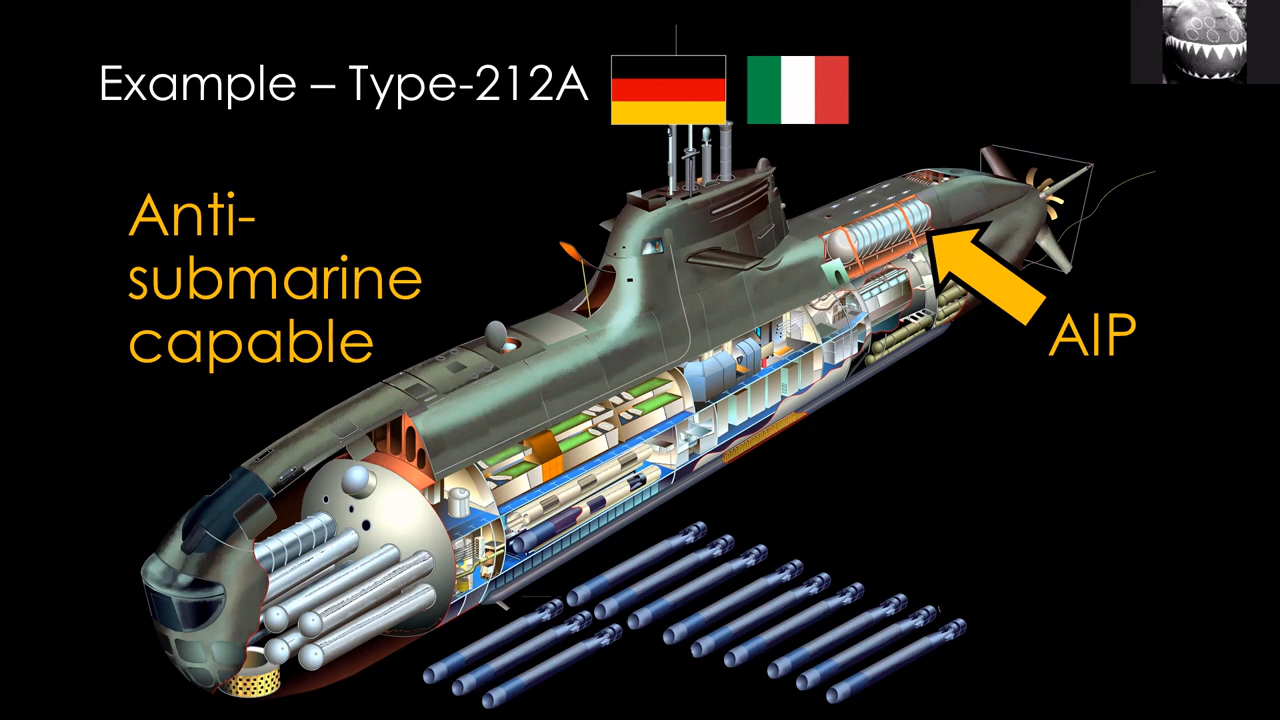 Example – Type-212A
Anti-
submarine
capable
AIP